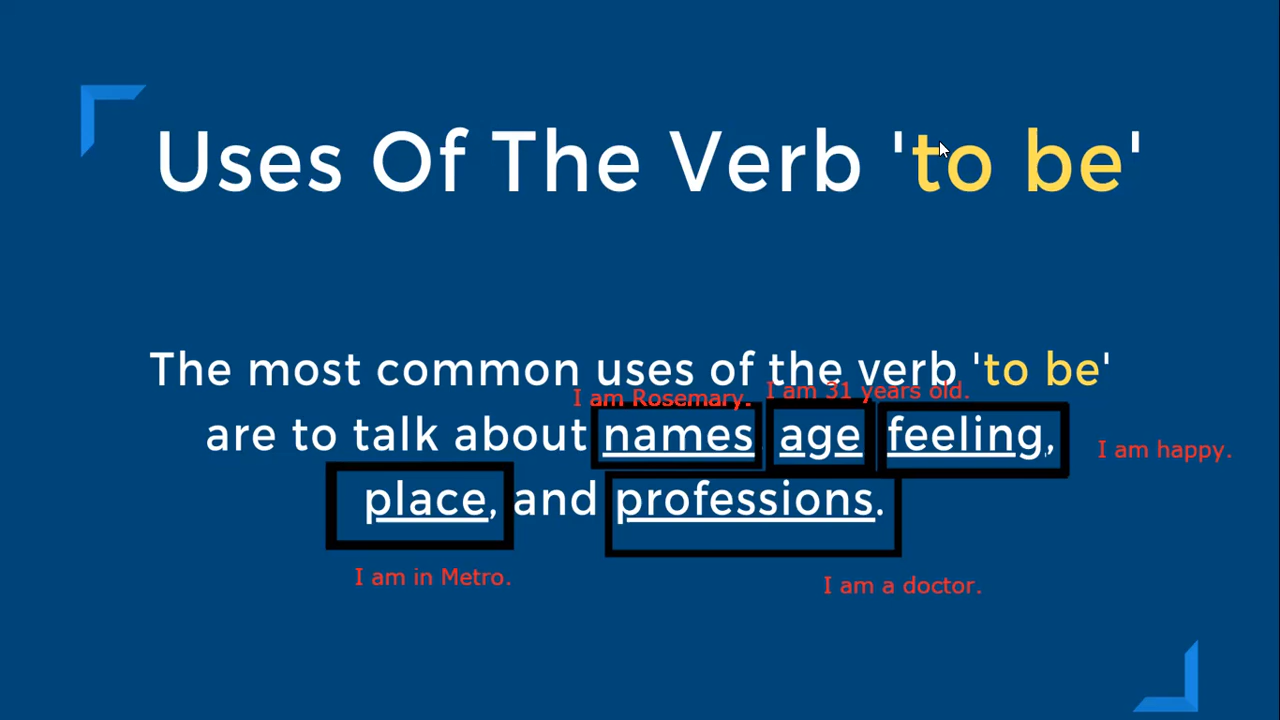 Uses Of The Verb 'to be'
The most common uses of the verb 'to be'
I am Rosemary. I am 31 years old.
are to talk about names age feeling,
I am happy.
place, and professions.
I am in Metro.
I am a doctor.